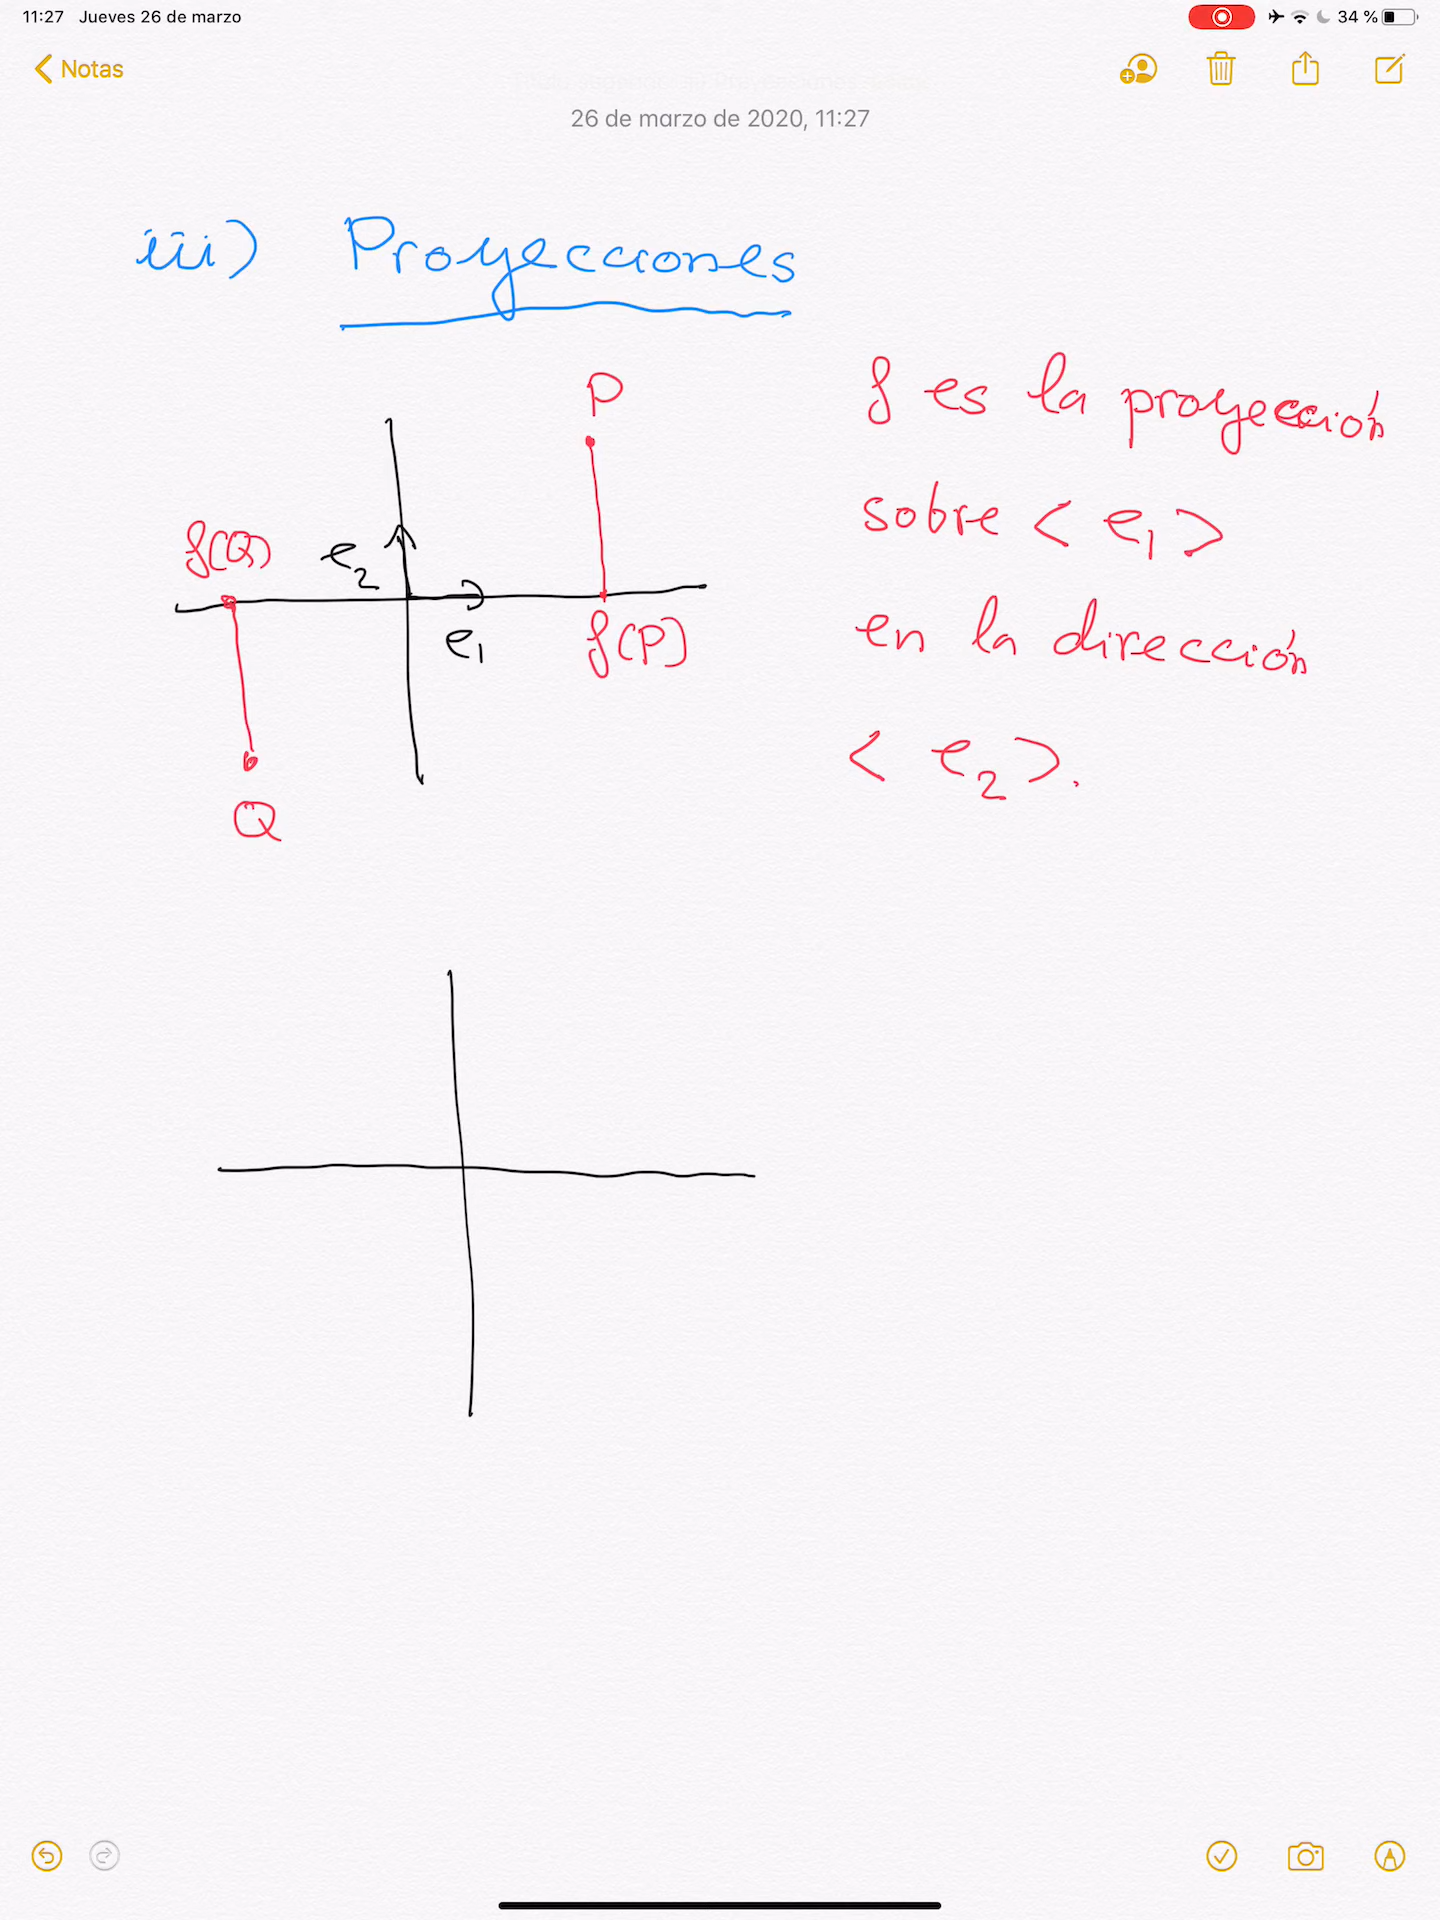 11:27 Jueves 26 de marzo
34 %
Notas
26 de marzo de 2020, 11:27
iii) Proyecciones
P
f es la proyección
sobre < e1 >
f(Q)
e2
e1
f(P)
en la dirección
< e2 >.
Q